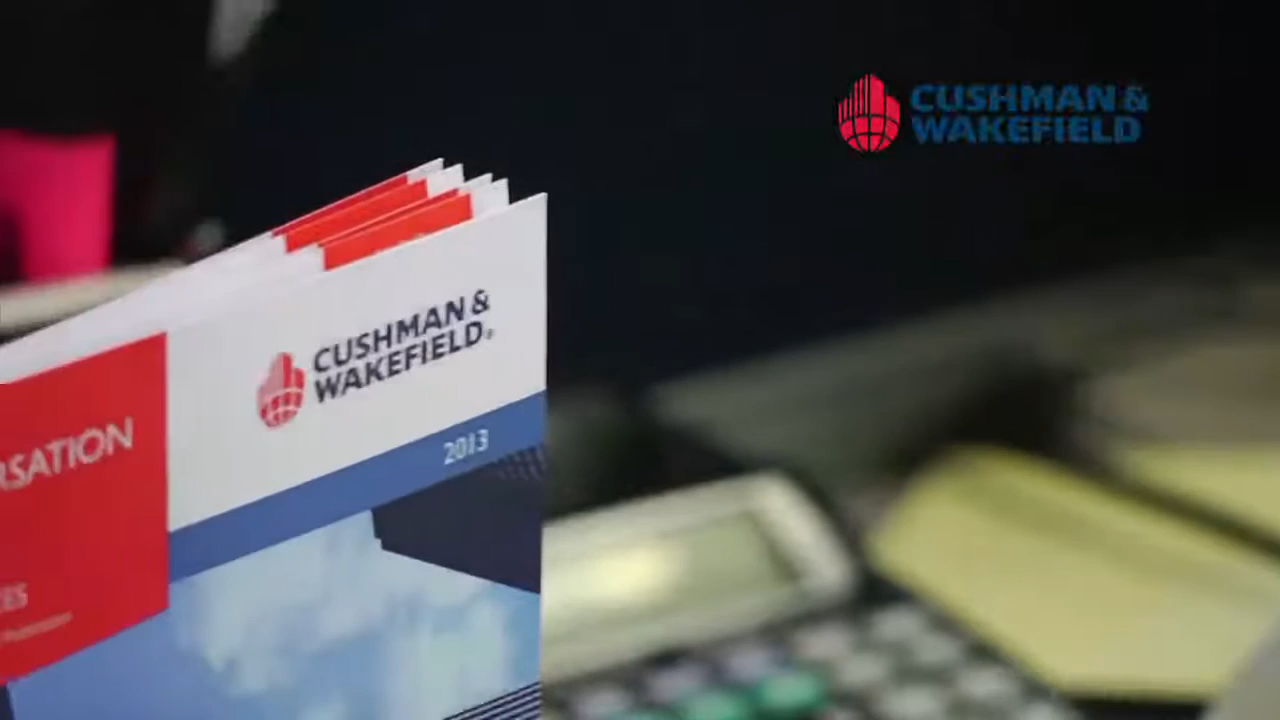 CUSHMAN &
WAKEFIELD
CUSHMAN &
WAKEFIELD®
2013
RSATION
ES